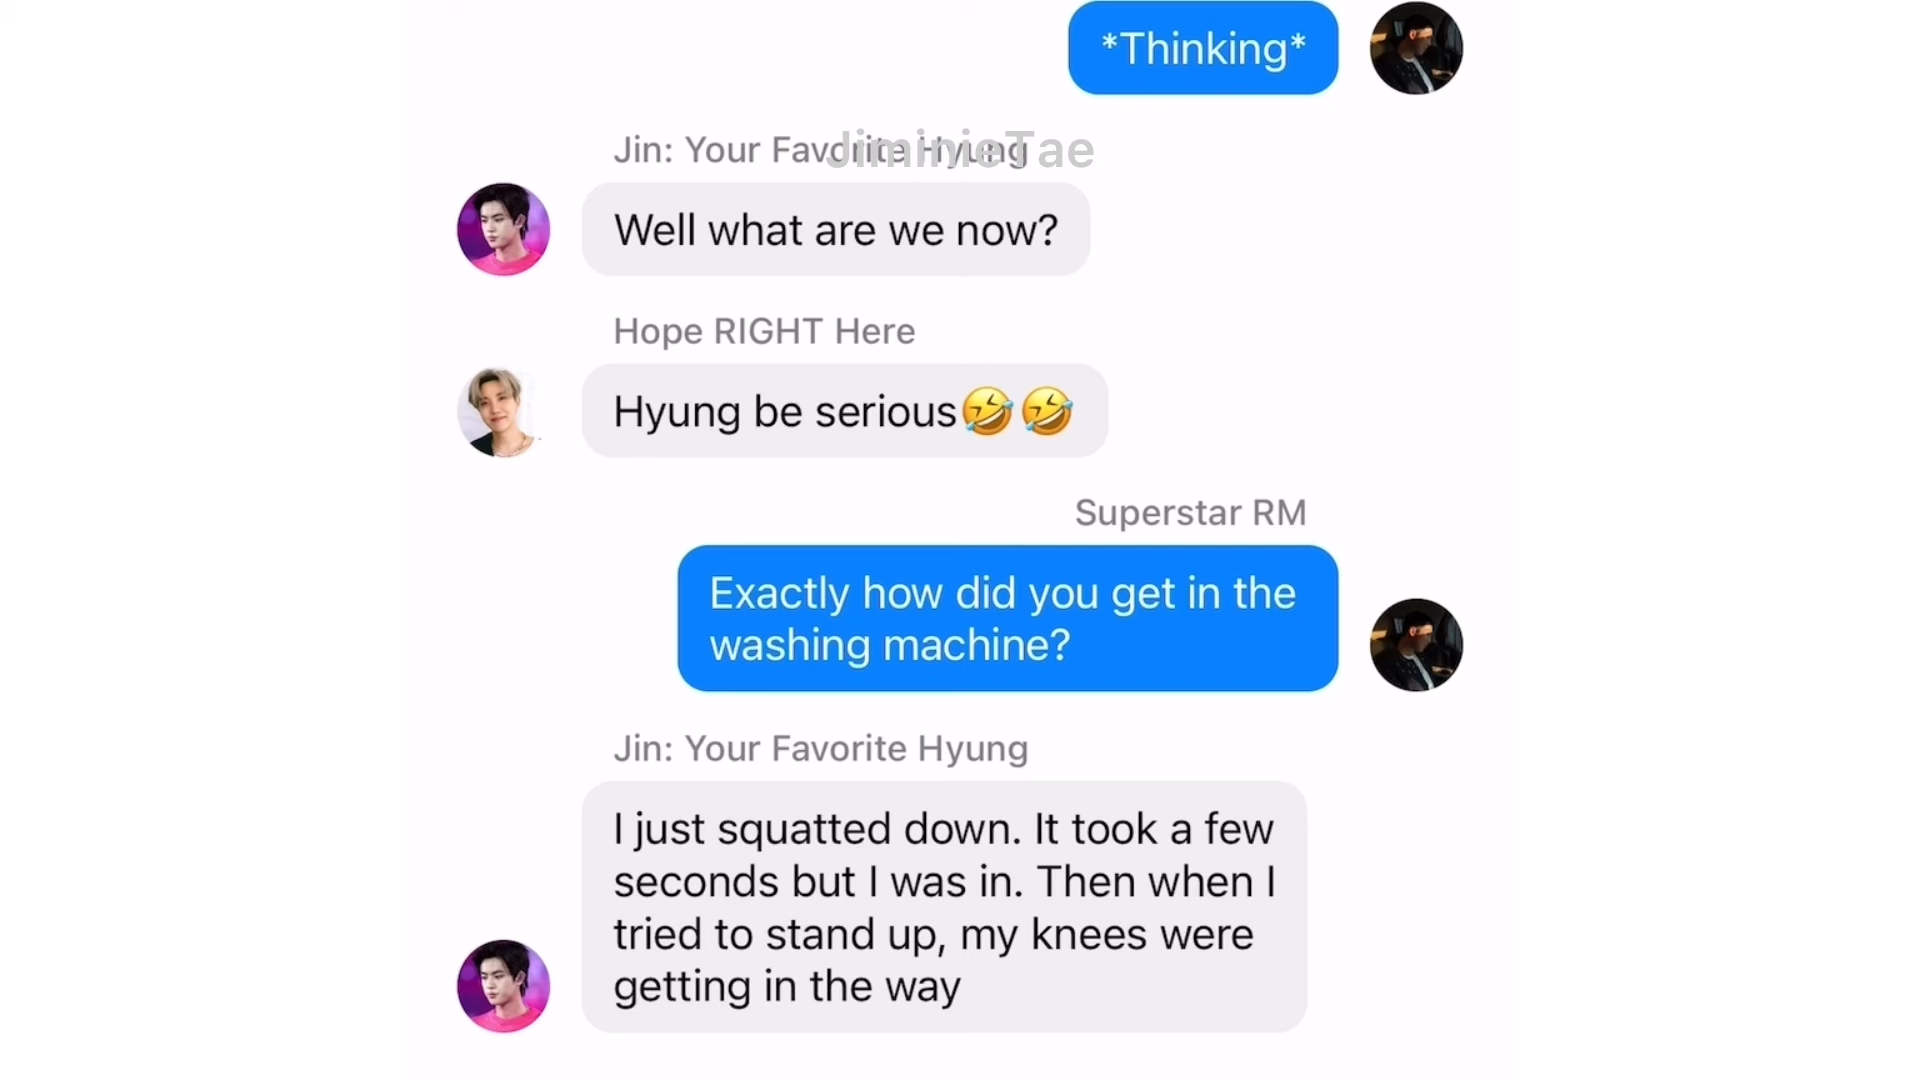 *Thinking*
Jin: Your Favorite Hyung
JiminieTae
Well what are we now?
Hope RIGHT Here
Hyung be serious🤣🤣
Superstar RM
Exactly how did you get in the
washing machine?
Jin: Your Favorite Hyung
I just squatted down. It took a few
seconds but I was in. Then when I
tried to stand up, my knees were
getting in the way